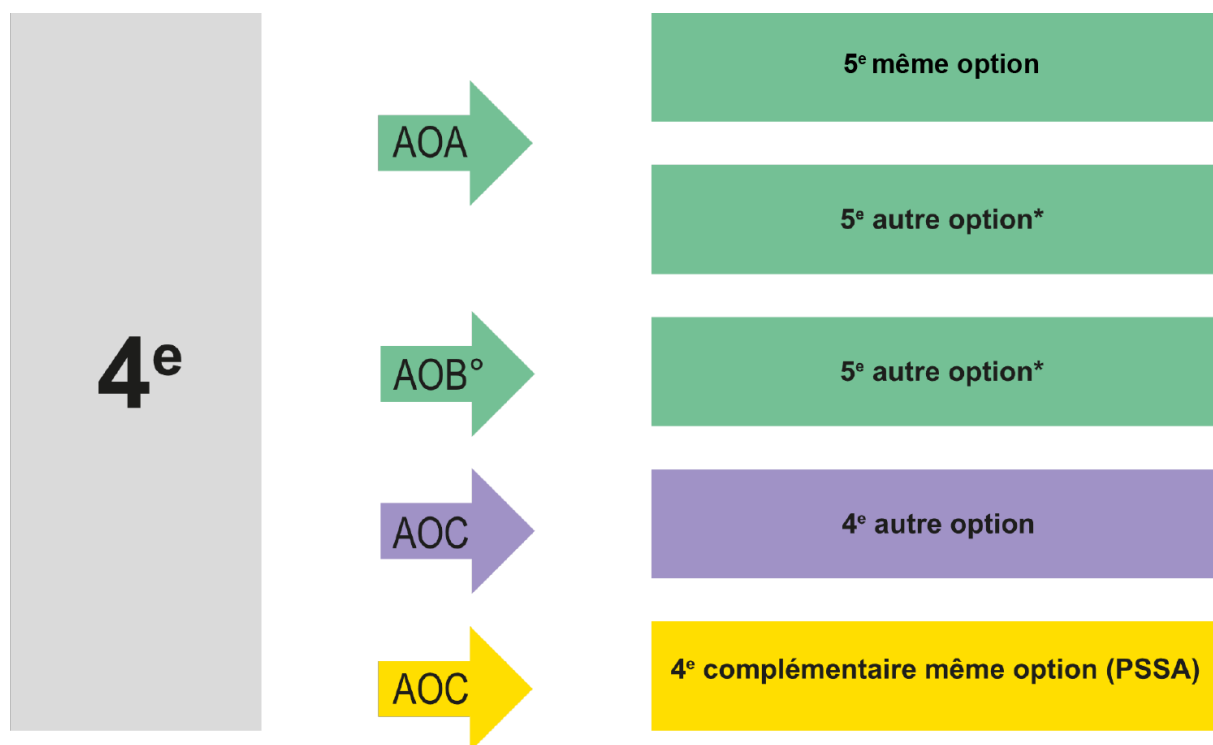 4e
AOA
5e même option
5e autre option*
AOB°
5e autre option*
AOC
4e autre option
AOC
4e complémentaire même option (PSSA)